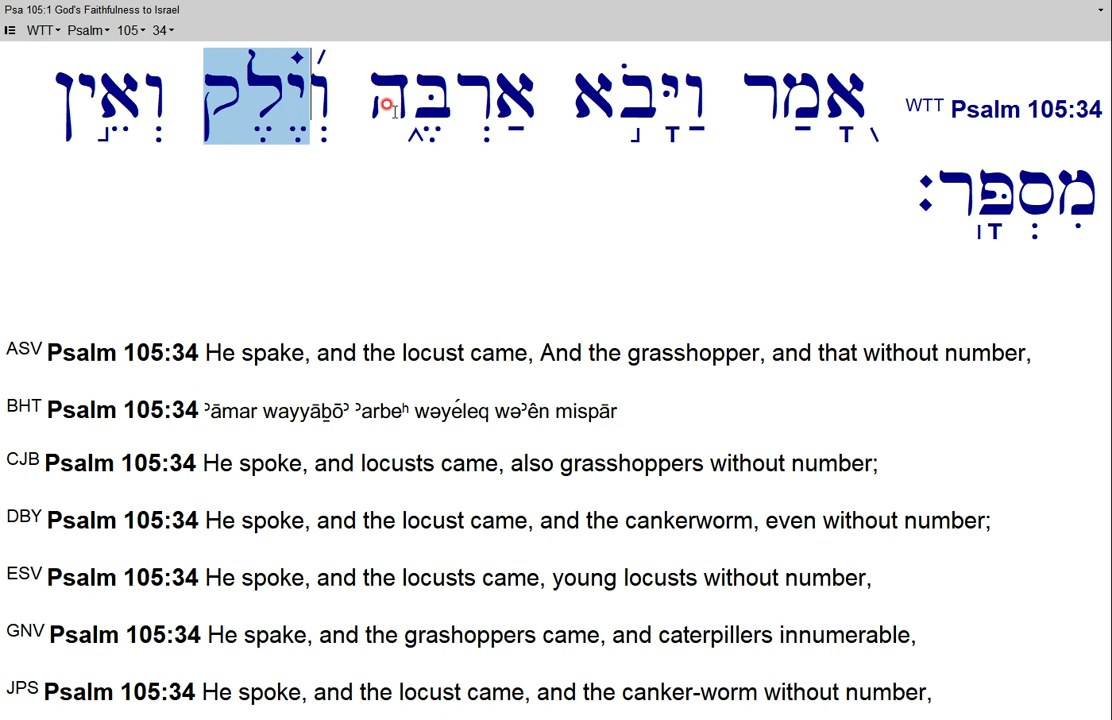 Psa 105:1 God's Faithfulness to Israel
WTT Psalm 105 34
WTT Psalm 105:34 אָ֭מַר וַיָּבֹ֣א אַרְבֶּ֑ה וְ֝יֶ֗לֶק וְאֵ֣ין
מִסְפָּֽר׃
ASV Psalm 105:34 He spake, and the locust came, And the grasshopper, and that without number,
BHT Psalm 105:34 ʾāmar wayyāḇōʾ ʾarbeʰ wəyéleq wəʾên mispār
CJB Psalm 105:34 He spoke, and locusts came, also grasshoppers without number;
DBY Psalm 105:34 He spoke, and the locust came, and the cankerworm, even without number;
ESV Psalm 105:34 He spoke, and the locusts came, young locusts without number,
GNV Psalm 105:34 He spake, and the grashoppers came, and caterpillers innumerable,
JPS Psalm 105:34 He spoke, and the locust came, and the canker-worm without number,